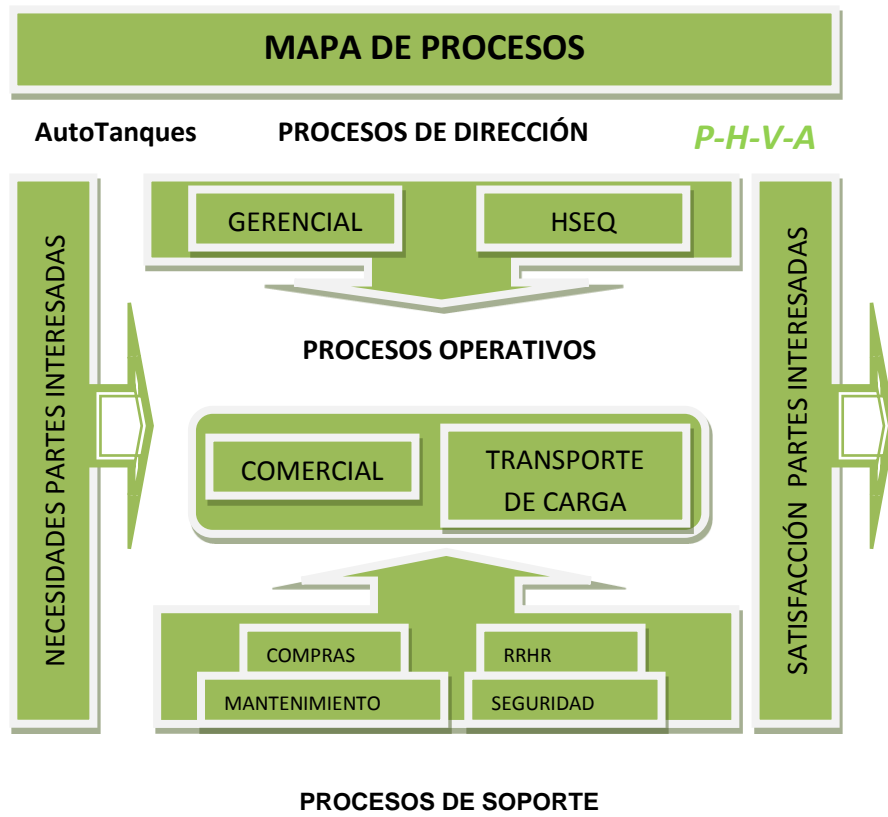 MAPA DE PROCESOS
AutoTanques
PROCESOS DE DIRECCIÓN
P-H-V-A
NECESIDADES PARTES INTERESADAS
GERENCIAL
HSEQ
PROCESOS OPERATIVOS
COMERCIAL
TRANSPORTE
DE CARGA
COMPRAS
RRHR
MANTENIMIENTO
SEGURIDAD
SATISFACCIÓN PARTES INTERESADAS
PROCESOS DE SOPORTE